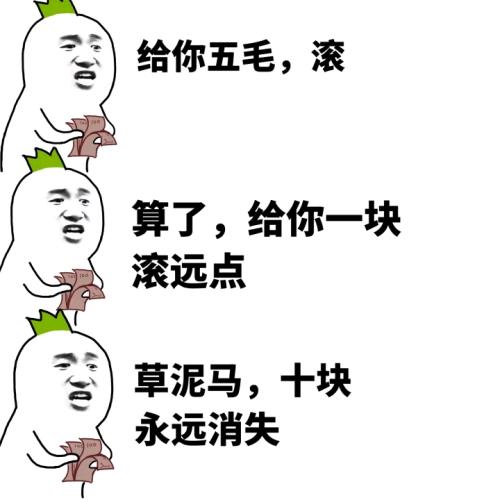 给你五毛，滚
算了，给你一块
滚远点
草泥马，十块
永远消失